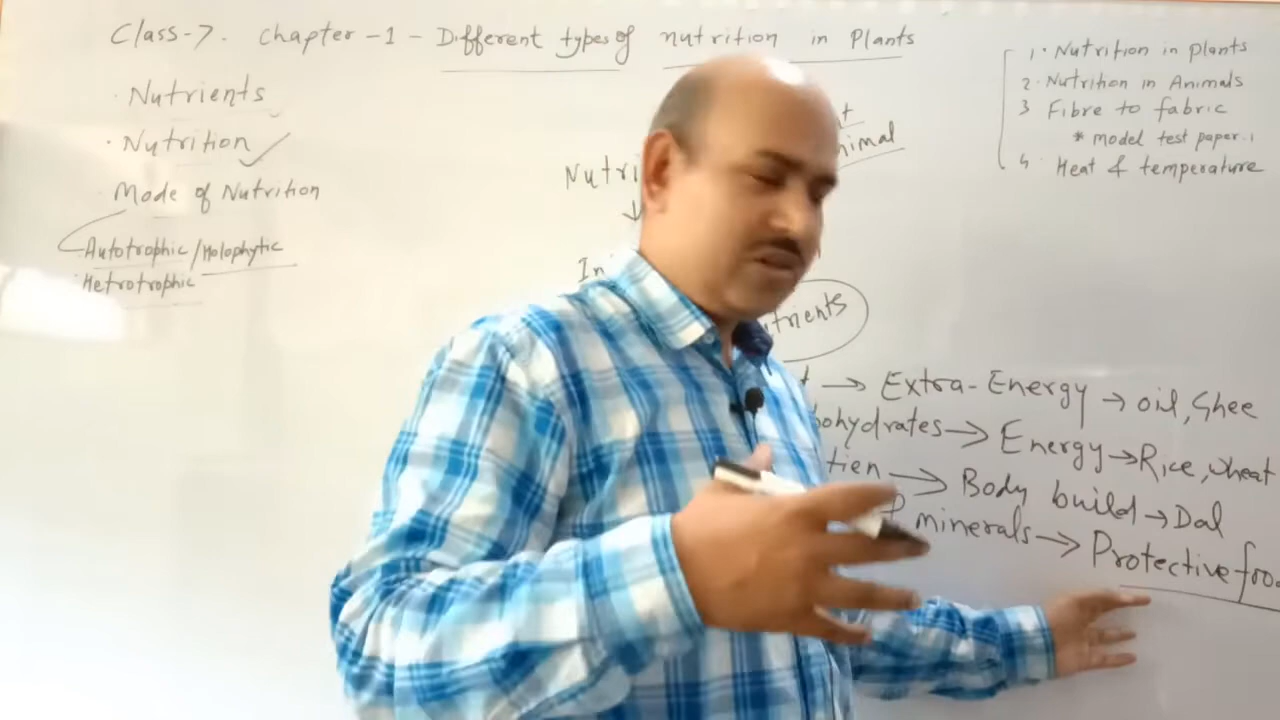 Class-7. Chapter-1 - Different types of nutrition in Plants
· Nutrients
· Nutrition ✓
Mode of Nutrition
Autotrophic / Holophytic
Hetrotrophic
1. Nutrition in plants
2. Nutrition in Animals
3 Fibre to fabric
* model test paper-1
4. Heat & temperature
Nutri
↓
In
trients
→ Extra-Energy → oil, Ghee
bohydrates → Energy → Rice, wheat
tien → Body build → Dal
minerals → Protective foo